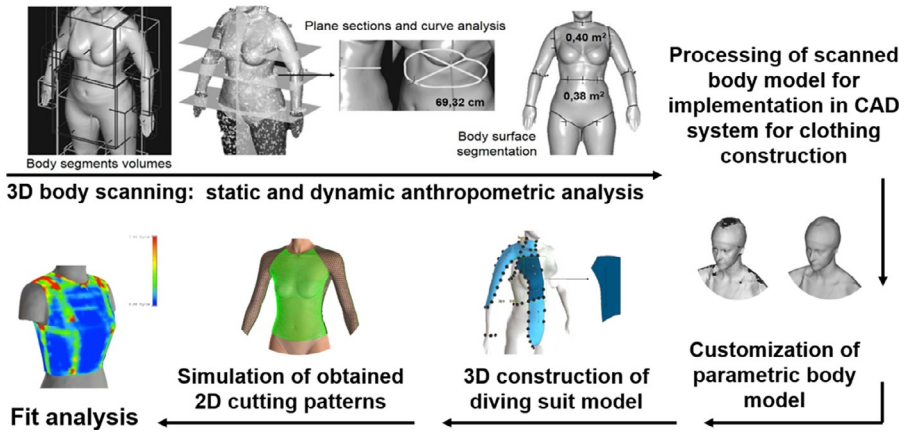 Plane sections and curve analysis
69,32 cm
0,40 m²
0,38 m²
Body segments volumes
Body surface
segmentation
3D body scanning: static and dynamic anthropometric analysis
Processing of scanned
body model for
implementation in CAD
system for clothing
construction
Customization of
parametric body
model
3D construction of
diving suit model
Simulation of obtained
2D cutting patterns
Fit analysis